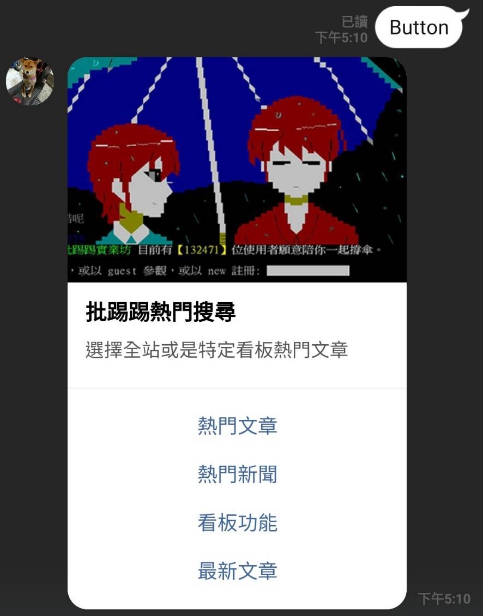 已讀
下午5:10
Button
批踢踢實業坊 目前有【132471】位使用者願意陪你一起撐傘。
，或以 guest 參觀，或以 new 註冊:
批踢踢熱門搜尋
選擇全站或是特定看板熱門文章
熱門文章
熱門新聞
看板功能
最新文章
下午5:10